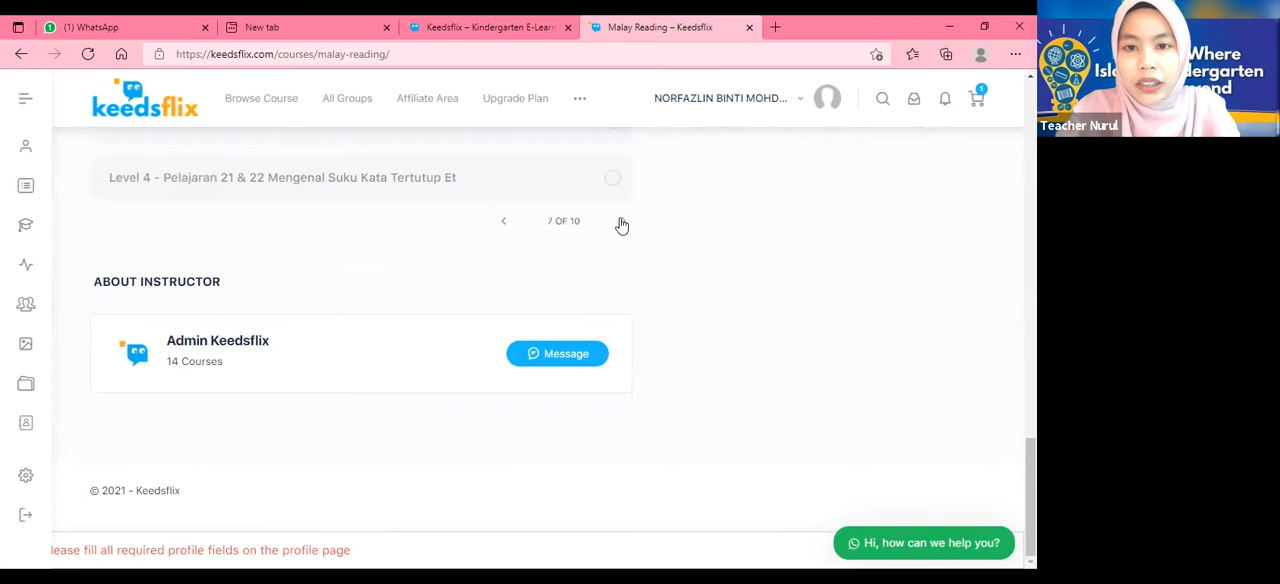 WhatsApp
New tab
Keedsflix – Kindergarten E-Learn
Malay Reading – Keedsflix
https://keedsflix.com/courses/malay-reading/
keedsflix
Browse Course
All Groups
Affiliate Area
Upgrade Plan
NORFAZLIN BINTI MOHD...
1
Level 4 - Pelajaran 21 & 22 Mengenal Suku Kata Tertutup Et
7 OF 10
ABOUT INSTRUCTOR
Admin Keedsflix
14 Courses
Message
© 2021 - Keedsflix
lease fill all required profile fields on the profile page
Hi, how can we help you?
Where
Teacher Nurul